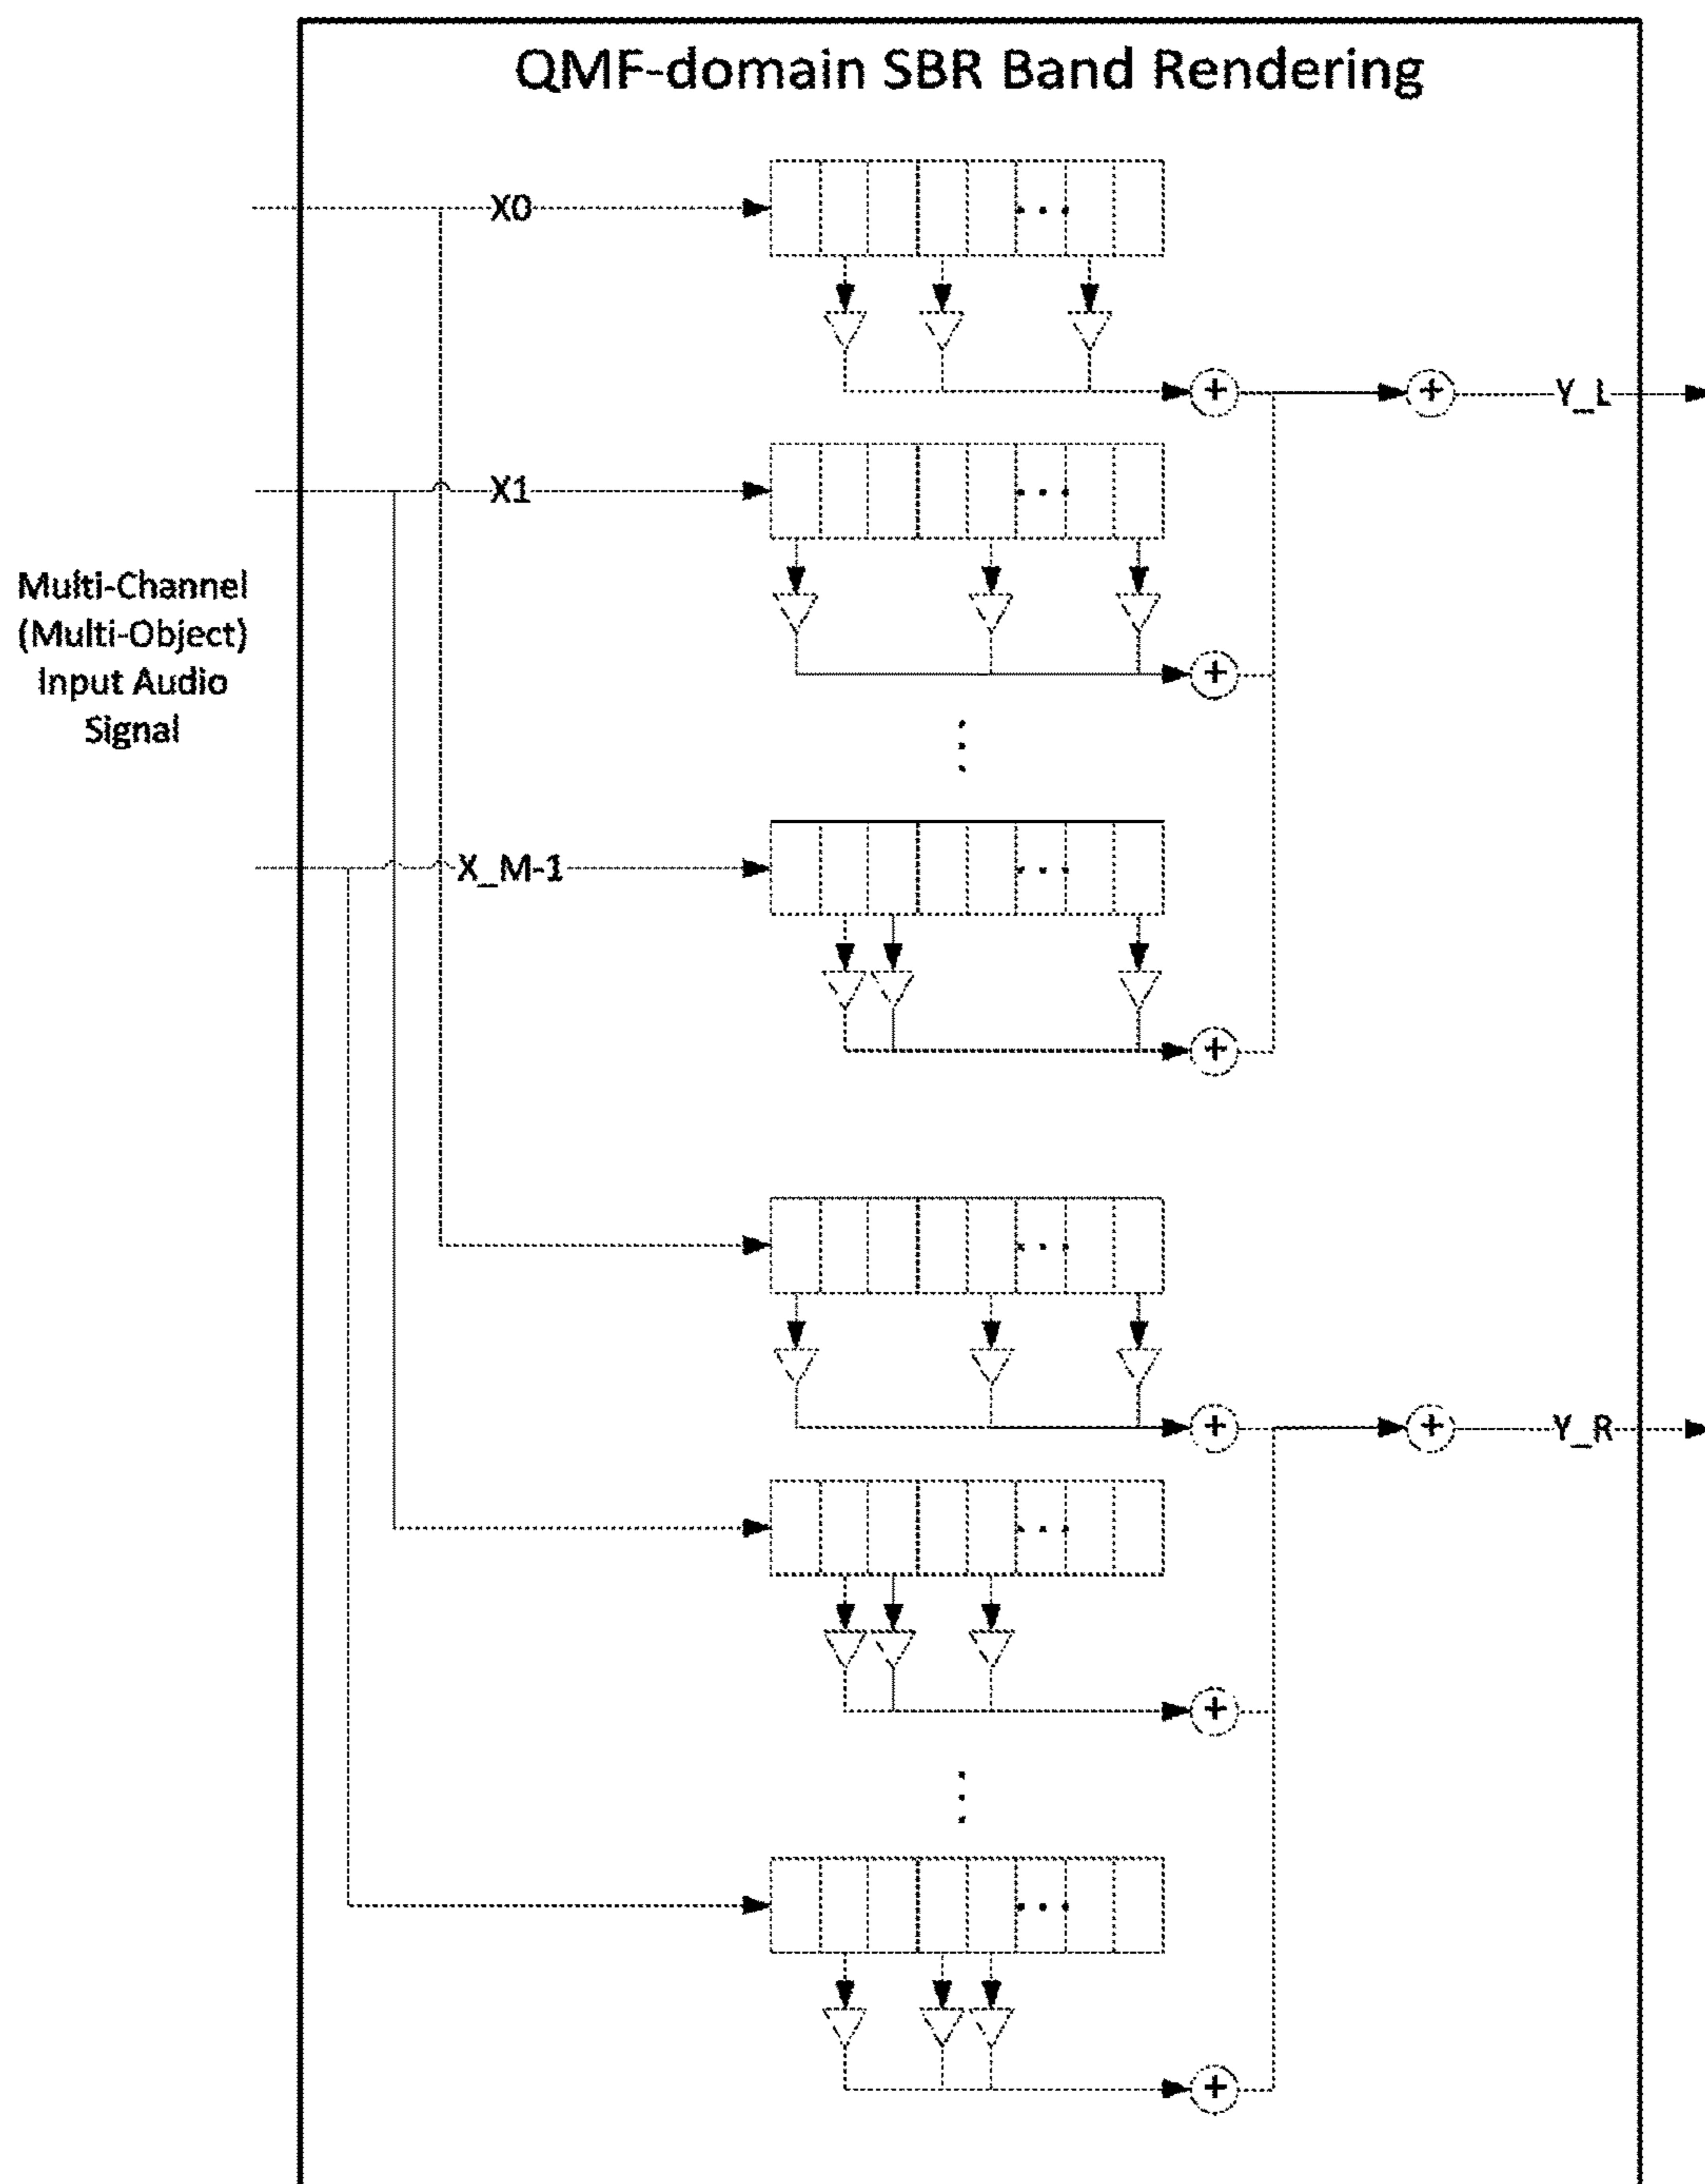 QMF-domain SBR Band Rendering
X0
Y_L
X1
Multi-Channel
(Multi-Object)
Input Audio
Signal
X_M-1
Y_R